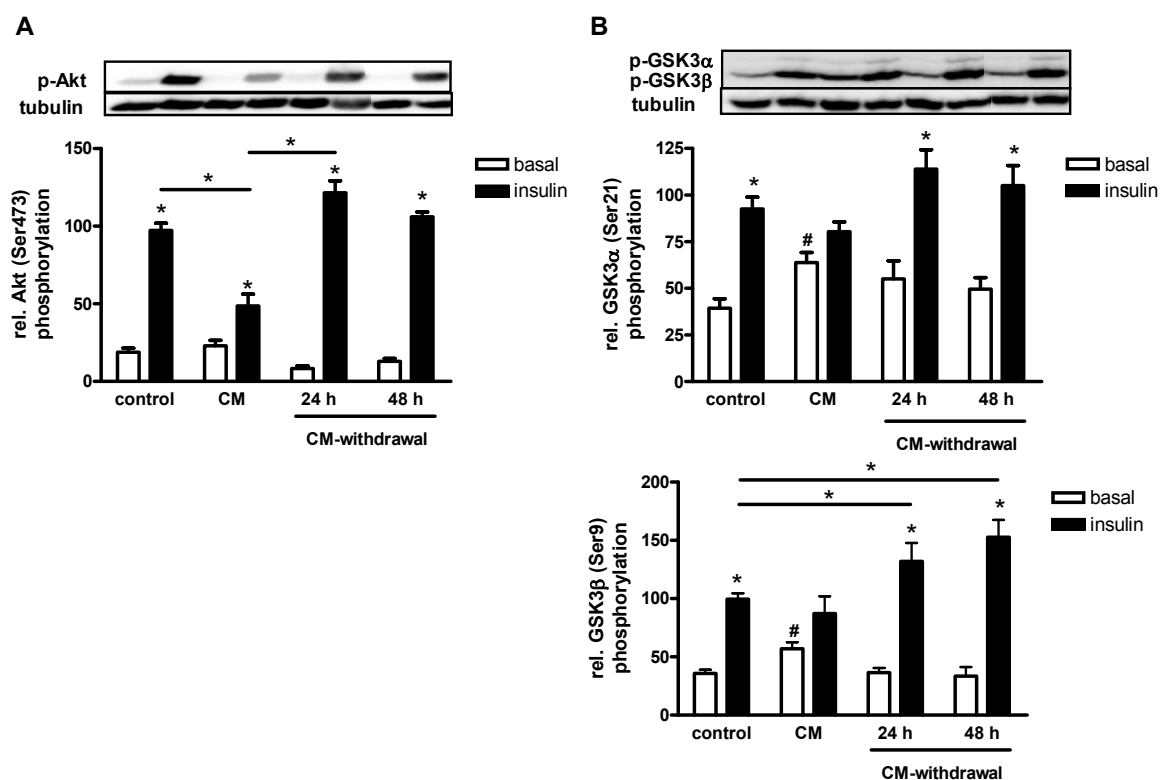 A
p-Akt
tubulin
rel. Akt (Ser473)
phosphorylation
150
100
50
0
*
*
*
*
*
*
basal
insulin
control CM 24 h 48 h
CM-withdrawal
B
p-GSK3α
p-GSK3β
tubulin
rel. GSK3α (Ser21)
phosphorylation
125
100
75
50
25
0
*
#
*
*
basal
insulin
control CM 24 h 48 h
CM-withdrawal
rel. GSK3β (Ser9)
phosphorylation
200
150
100
50
0
*
*
*
#
*
*
basal
insulin
control CM 24 h 48 h
CM-withdrawal